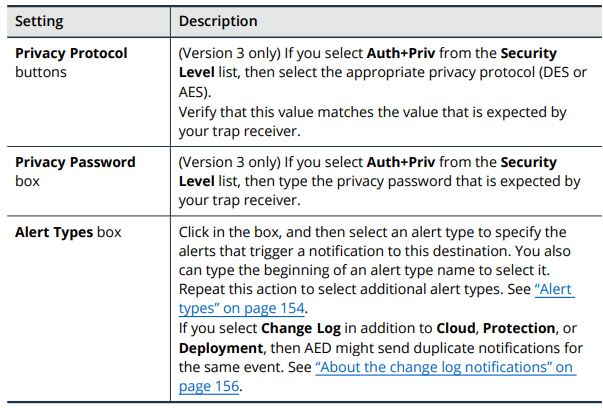 Setting Description
Privacy Protocol
buttons
(Version 3 only) If you select Auth+Priv from the Security
Level list, then select the appropriate privacy protocol (DES or
AES).
Verify that this value matches the value that is expected by
your trap receiver.
Privacy Password
box
(Version 3 only) If you select Auth+Priv from the Security
Level list, then type the privacy password that is expected by
your trap receiver.
Alert Types box
Click in the box, and then select an alert type to specify the
alerts that trigger a notification to this destination. You also
can type the beginning of an alert type name to select it.
Repeat this action to select additional alert types. See “Alert
types” on page 154.
If you select Change Log in addition to Cloud, Protection, or
Deployment, then AED might send duplicate notifications for
the same event. See “About the change log notifications” on
page 156.